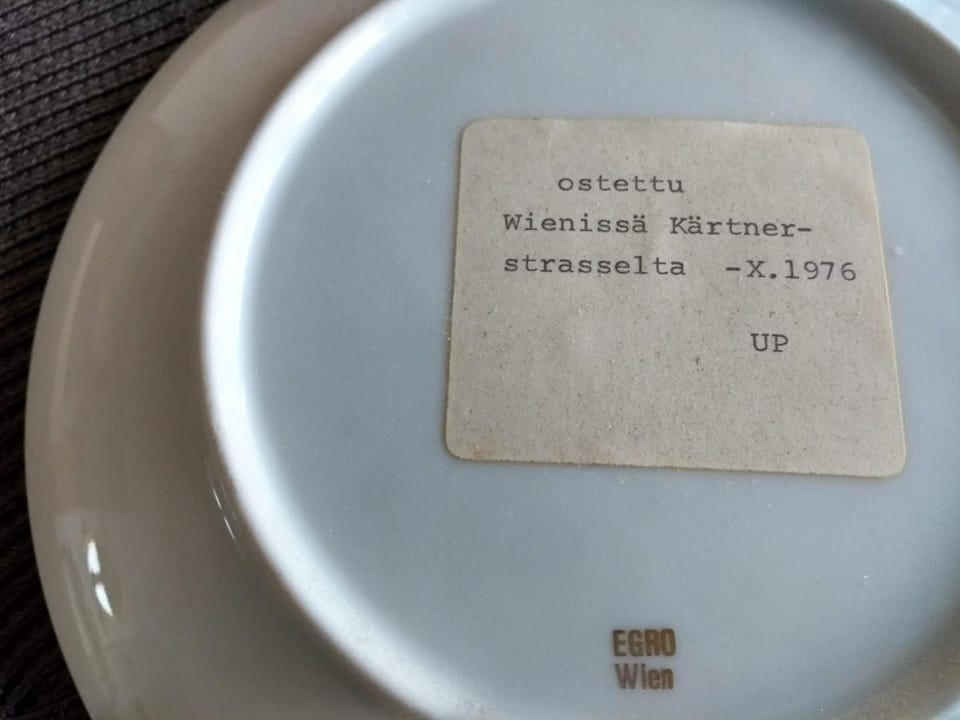 ostettu
Wienissä Kärtner-
strasselta -X.1976
UP
EGRO
Wien